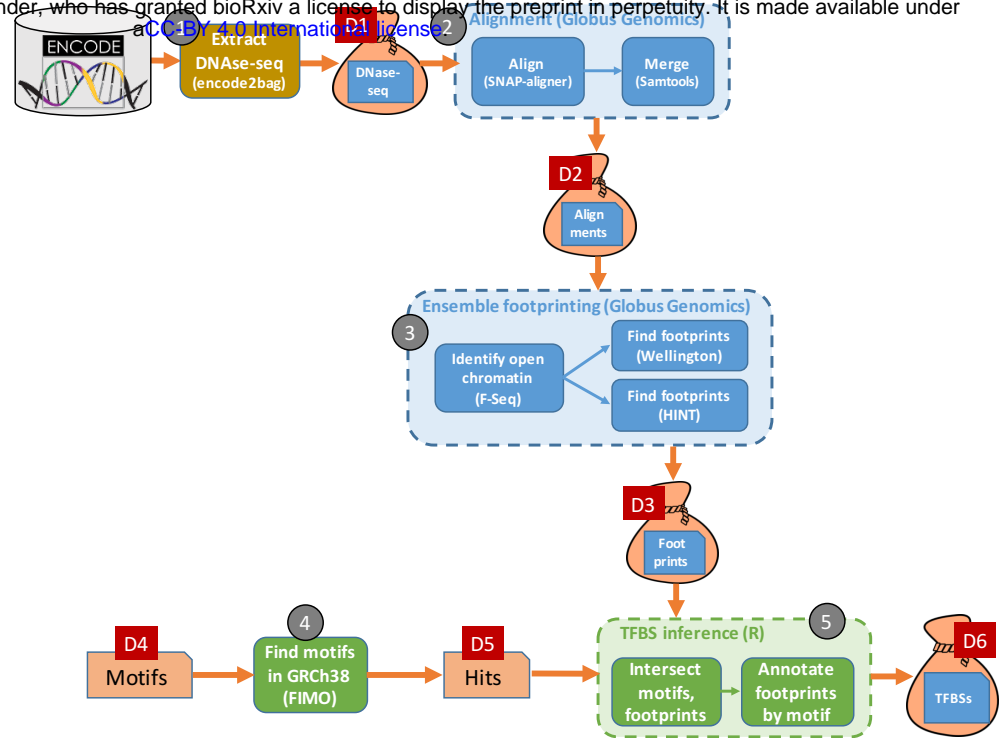 nder, who has granted bioRxiv a license to display the preprint in perpetuity. It is made available under
aCC-BY 4.0 International license.
ENCODE
1
Extract
DNAse-seq
(encode2bag)
D1
DNase-
seq
2
Alignment (Globus Genomics)
Align
(SNAP-aligner)
Merge
(Samtools)
D2
Align
ments
Ensemble footprinting (Globus Genomics)
3
Identify open
chromatin
(F-Seq)
Find footprints
(Wellington)
Find footprints
(HINT)
D3
Foot
prints
D4
Motifs
4
Find motifs
in GRCh38
(FIMO)
D5
Hits
TFBS inference (R)
5
Intersect
motifs,
footprints
Annotate
footprints
by motif
D6
TFBSs